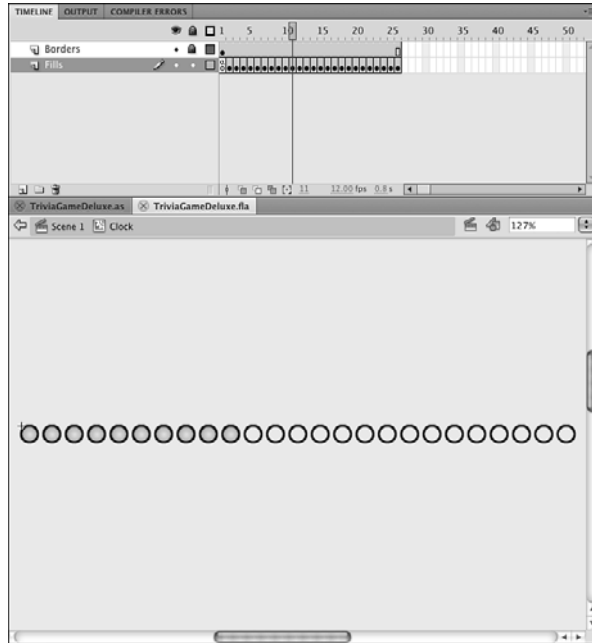 TIMELINE OUTPUT COMPILER ERRORS
1 5 10 15 20 25 30 35 40 45 50
Borders
Fills
11 12.00 fps 0.8 s
TriviaGameDeluxe.as TriviaGameDeluxe.fla
Scene 1 Clock 127%